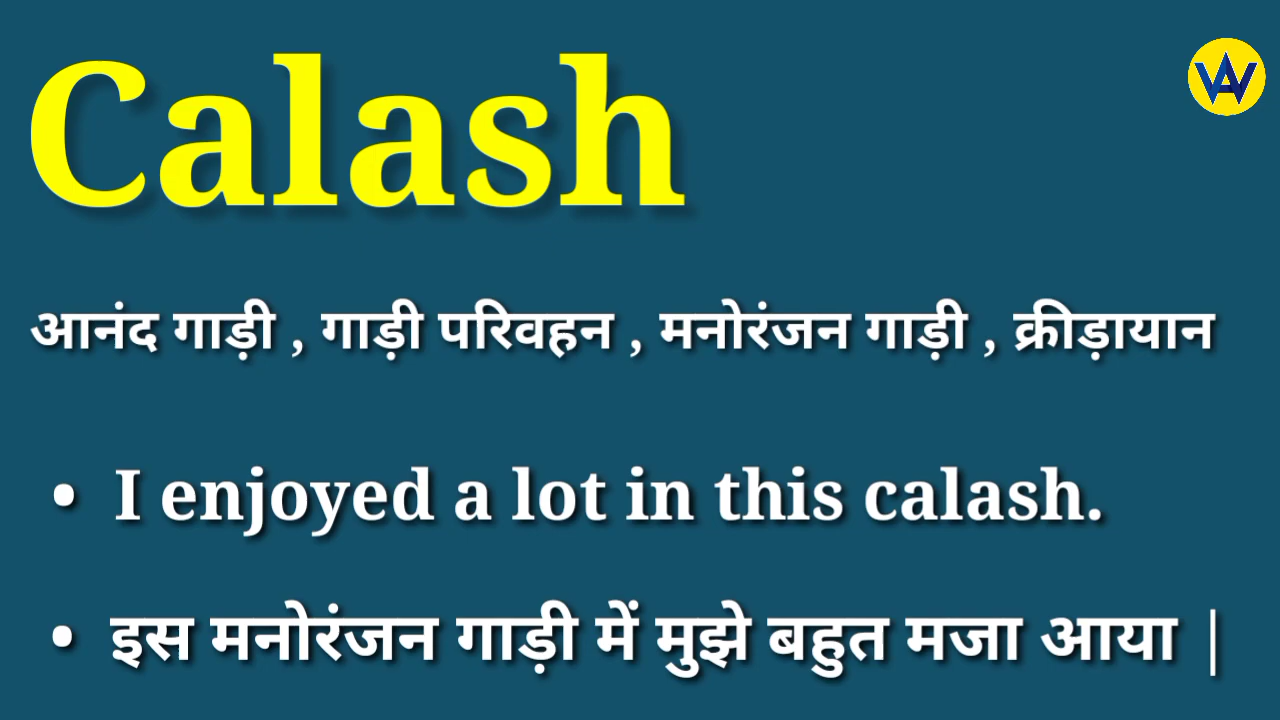 Calash
आनंद गाड़ी , गाड़ी परिवहन , मनोरंजन गाड़ी , क्रीड़ायान
• I enjoyed a lot in this calash.
• इस मनोरंजन गाड़ी में मुझे बहुत मजा आया |